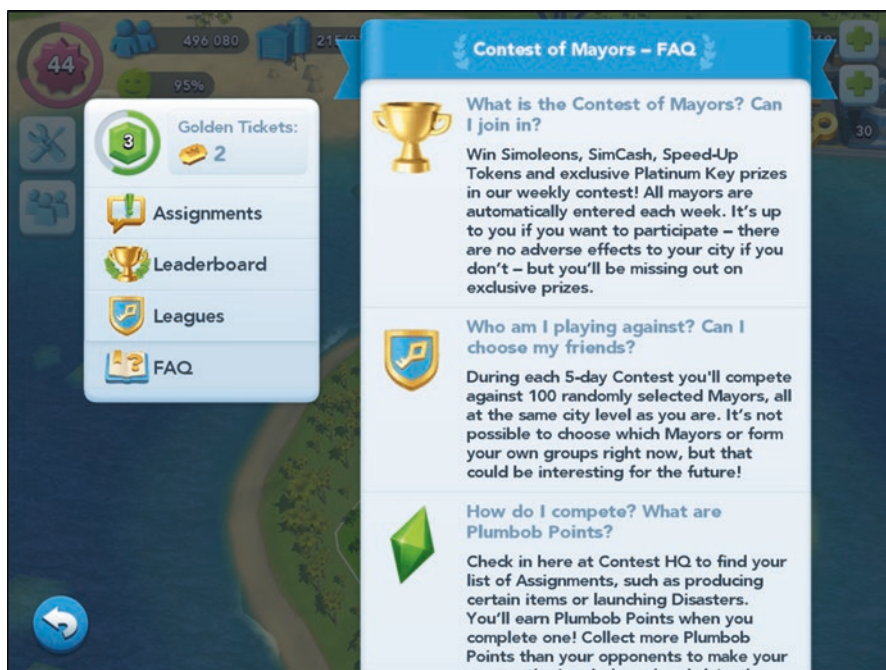 44
496 080
95%
3
Golden Tickets:
2
Assignments
Leaderboard
Leagues
FAQ
Contest of Mayors – FAQ
30
What is the Contest of Mayors? Can
I join in?
Win Simoleons, SimCash, Speed-Up
Tokens and exclusive Platinum Key prizes
in our weekly contest! All mayors are
automatically entered each week. It's up
to you if you want to participate – there
are no adverse effects to your city if you
don't – but you'll be missing out on
exclusive prizes.
Who am I playing against? Can I
choose my friends?
During each 5-day Contest you'll compete
against 100 randomly selected Mayors, all
at the same city level as you are. It's not
possible to choose which Mayors or form
your own groups right now, but that
could be interesting for the future!
How do I compete? What are
Plumbob Points?
Check in here at Contest HQ to find your
list of Assignments, such as producing
certain items or launching Disasters.
You'll earn Plumbob Points when you
complete one! Collect more Plumbob
Points than your opponents to make your